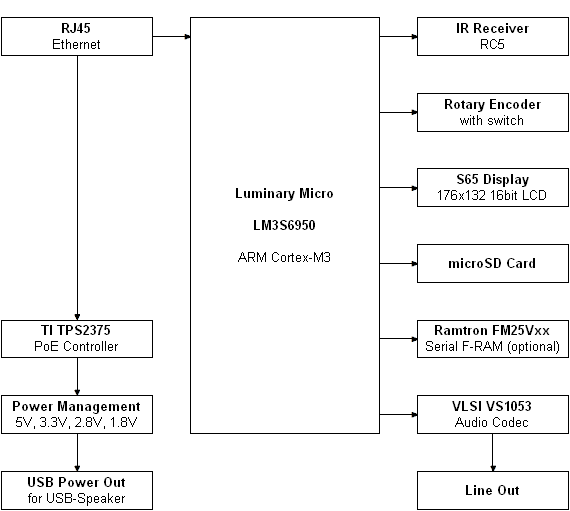 RJ45
Ethernet
TI TPS2375
PoE Controller
Power Management
5V, 3.3V, 2.8V, 1.8V
USB Power Out
for USB-Speaker
Luminary Micro
LM3S6950
ARM Cortex-M3
IR Receiver
RC5
Rotary Encoder
with switch
S65 Display
176x132 16bit LCD
microSD Card
Ramtron FM25Vxx
Serial F-RAM (optional)
VLSI VS1053
Audio Codec
Line Out